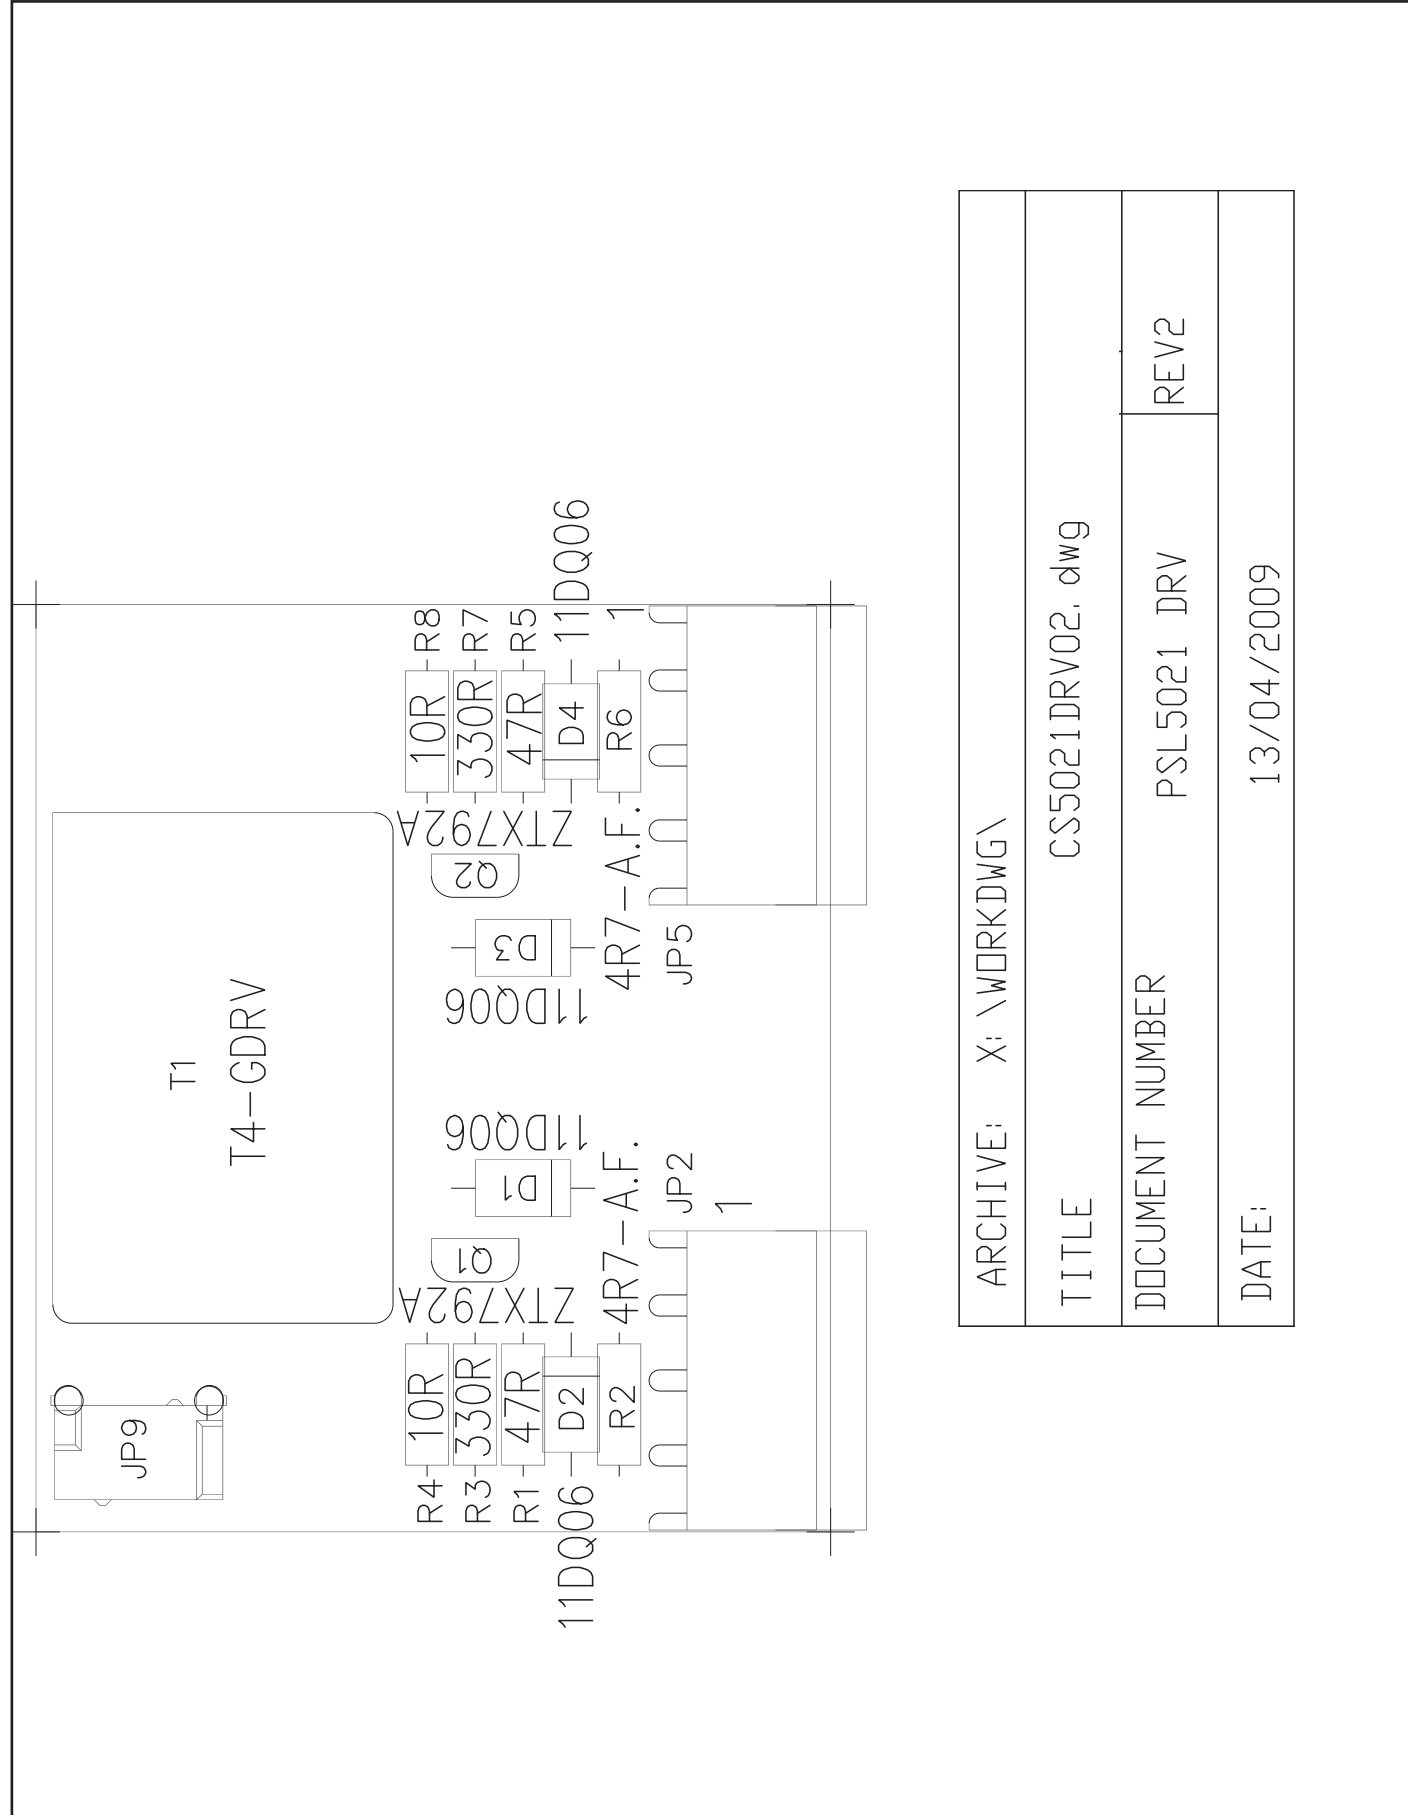 JP9
T1
T4-GDRV
R4
10R
ZTX792A
Q1
R3
330R
R1
47R
11DQ06
D2
R2
4R7-A.F.
D1
11DQ06
D3
11DQ06
Q2
ZTX792A
10R
R8
330R
R7
47R
R5
D4
11DQ06
R6
4R7-A.F.
1
JP2
1
JP5
ARCHIVE: X:\WORKDWG\
TITLE CS5021DRV02.dwg
DOCUMENT NUMBER PSL5021 DRV REV2
DATE: 13/04/2009